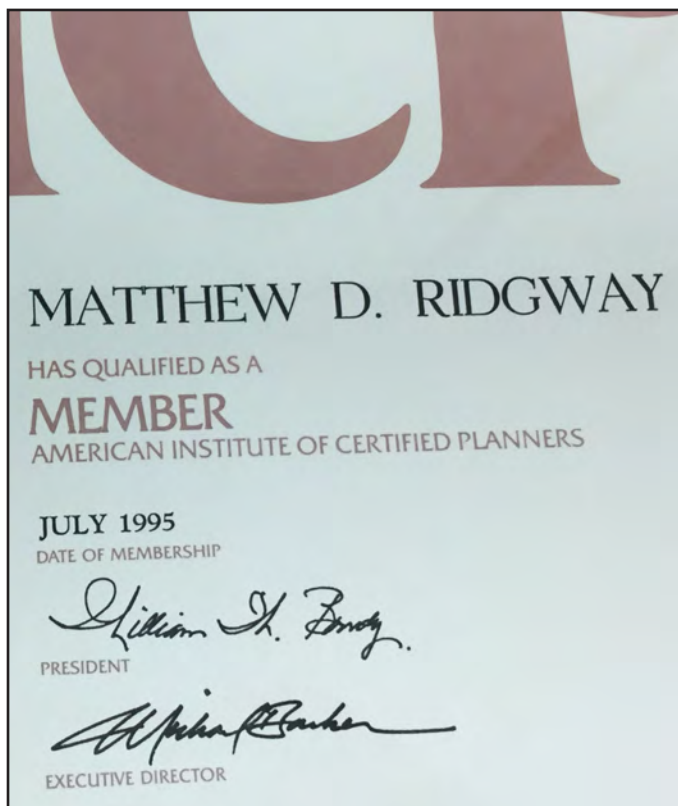 MATTHEW D. RIDGWAY
HAS QUALIFIED AS A
MEMBER
AMERICAN INSTITUTE OF CERTIFIED PLANNERS
JULY 1995
DATE OF MEMBERSHIP
William
PRESIDENT
EXECUTIVE DIRECTOR